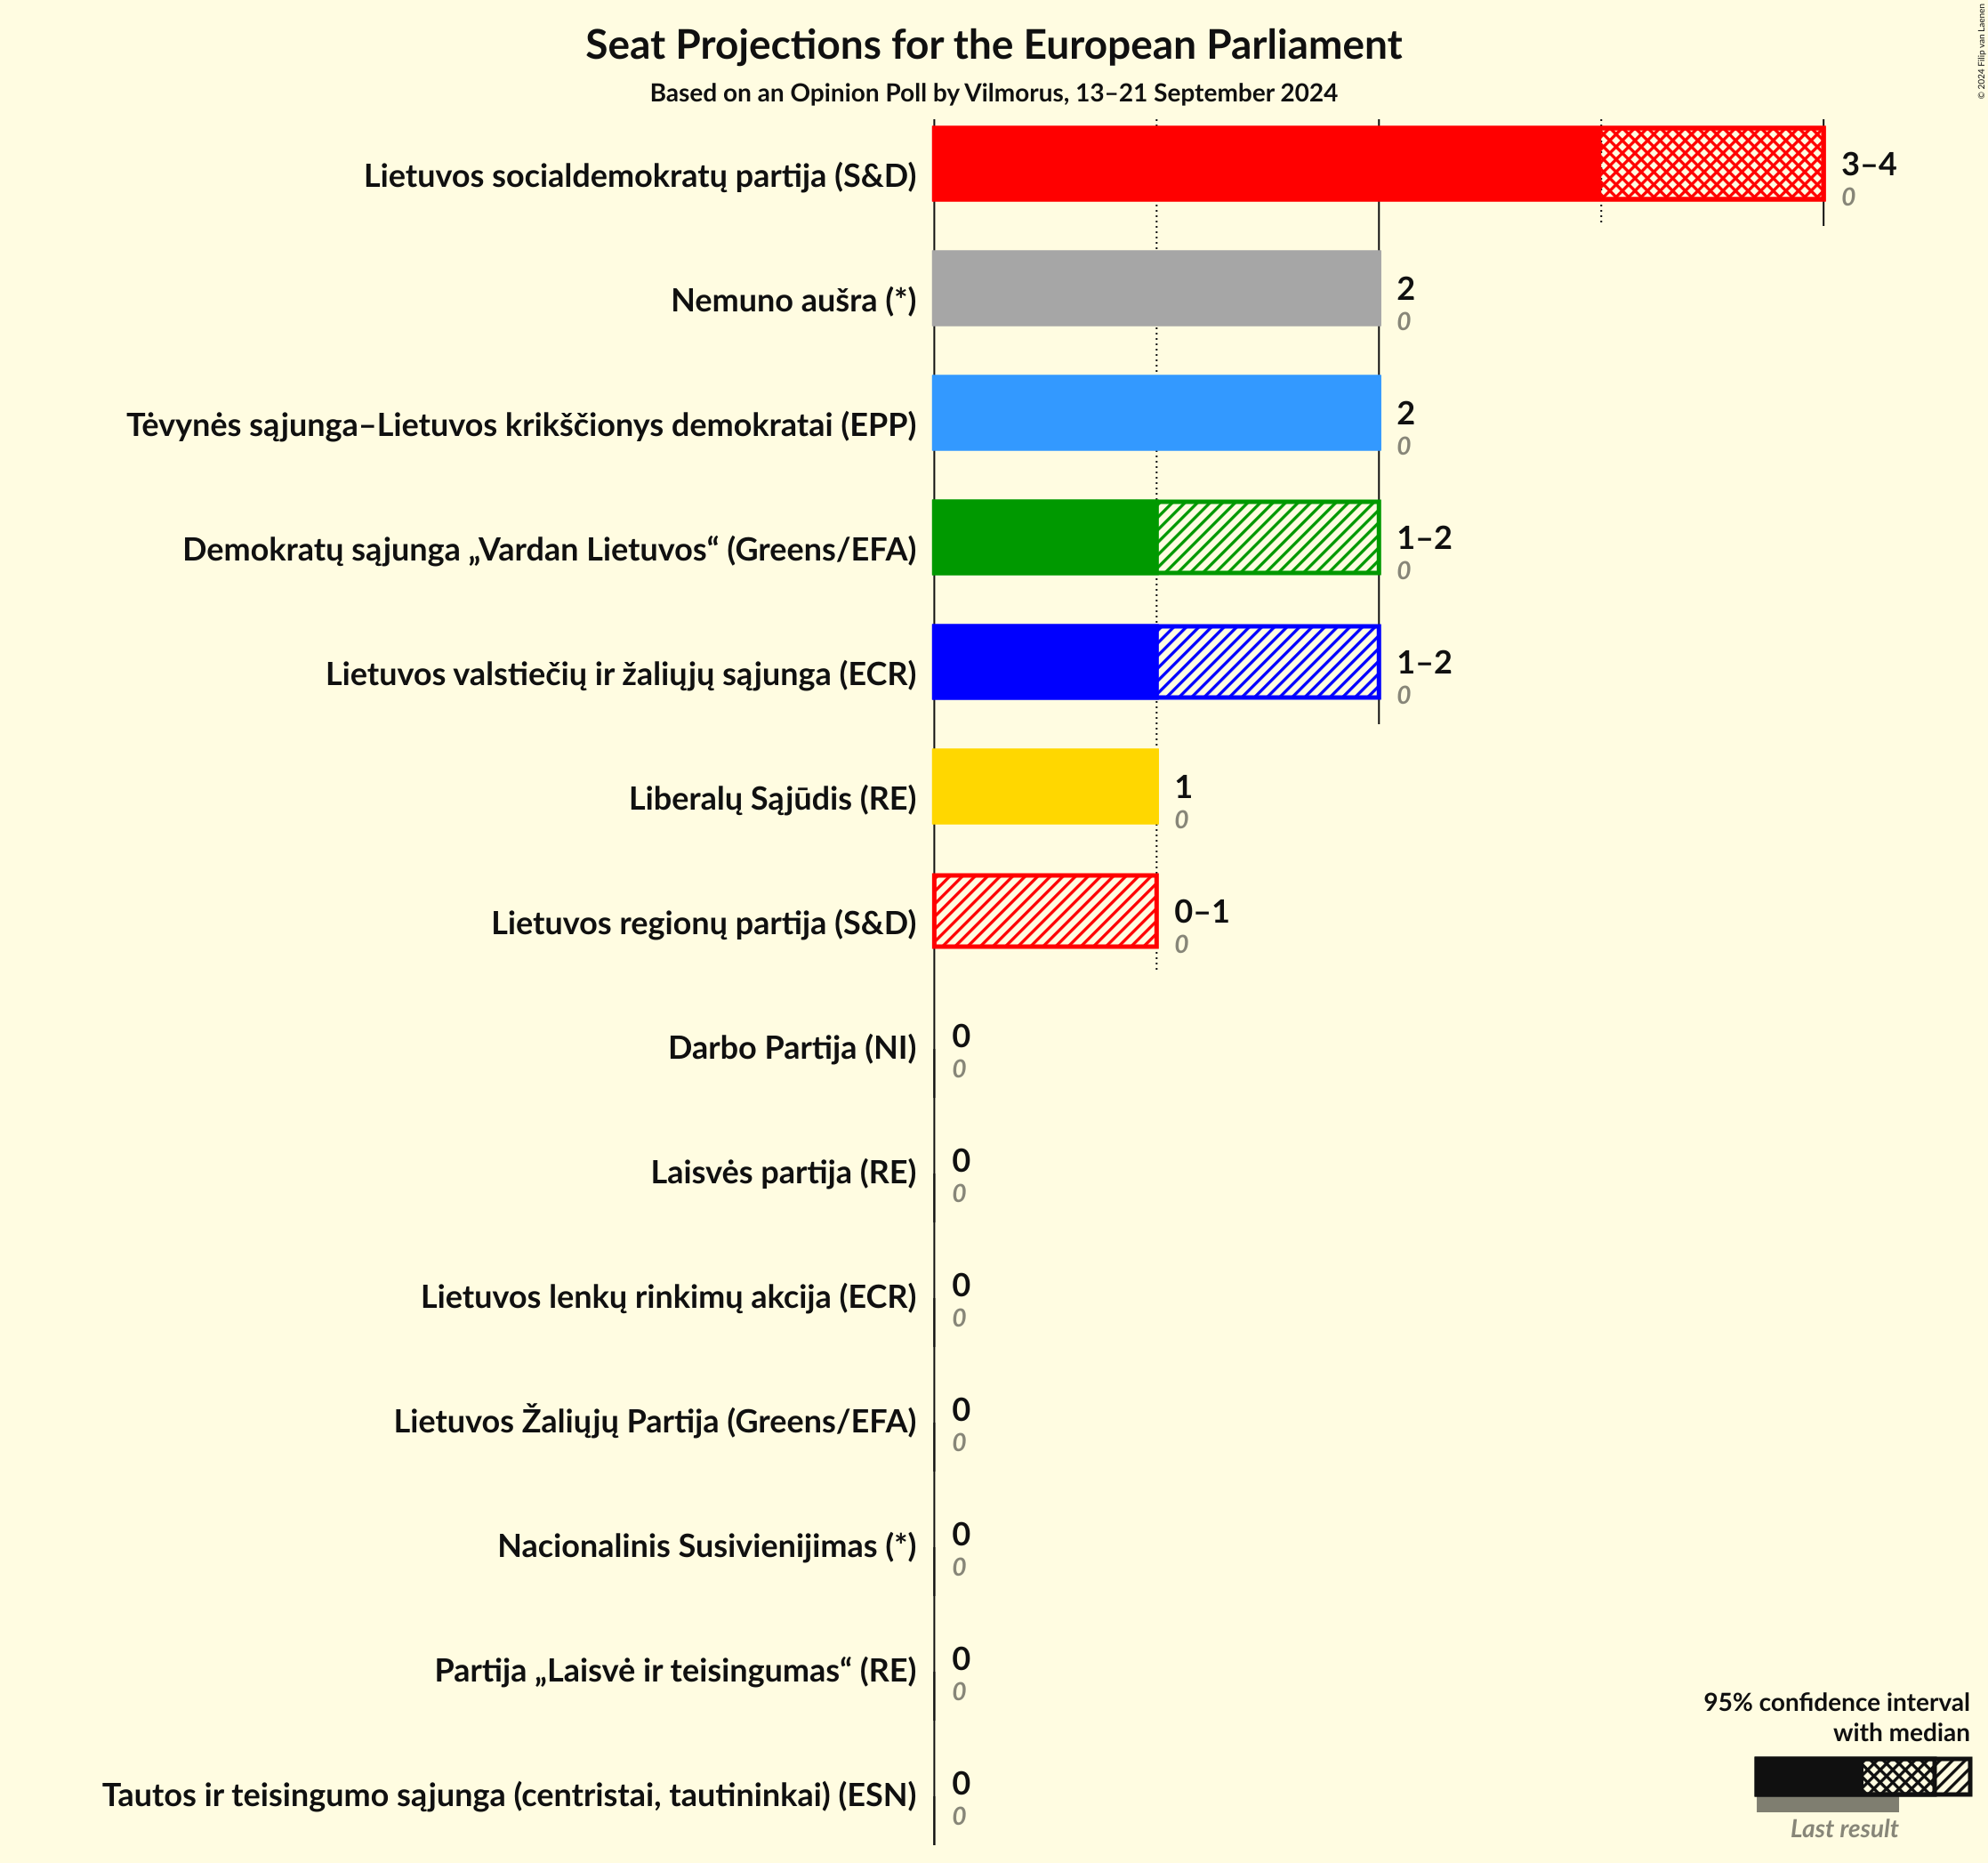 Seat Projections for the European Parliament
Based on an Opinion Poll by Vilmorus, 13–21 September 2024
© 2024 Filip van Laenen
Lietuvos socialdemokratų partija (S&D)
3–4
0
Nemuno aušra (*)
2
0
Tėvynės sąjunga–Lietuvos krikščionys demokratai (EPP)
2
0
Demokratų sąjunga „Vardan Lietuvos“ (Greens/EFA)
1–2
0
Lietuvos valstiečių ir žaliųjų sąjunga (ECR)
1–2
0
Liberalų Sąjūdis (RE)
1
0
Lietuvos regionų partija (S&D)
0–1
0
Darbo Partija (NI)
0
0
Laisvės partija (RE)
0
0
Lietuvos lenkų rinkimų akcija (ECR)
0
0
Lietuvos Žaliųjų Partija (Greens/EFA)
0
0
Nacionalinis Susivienijimas (*)
0
0
Partija „Laisvė ir teisingumas“ (RE)
0
0
Tautos ir teisingumo sąjunga (centristai, tautininkai) (ESN)
0
0
95% confidence interval
with median
Last result